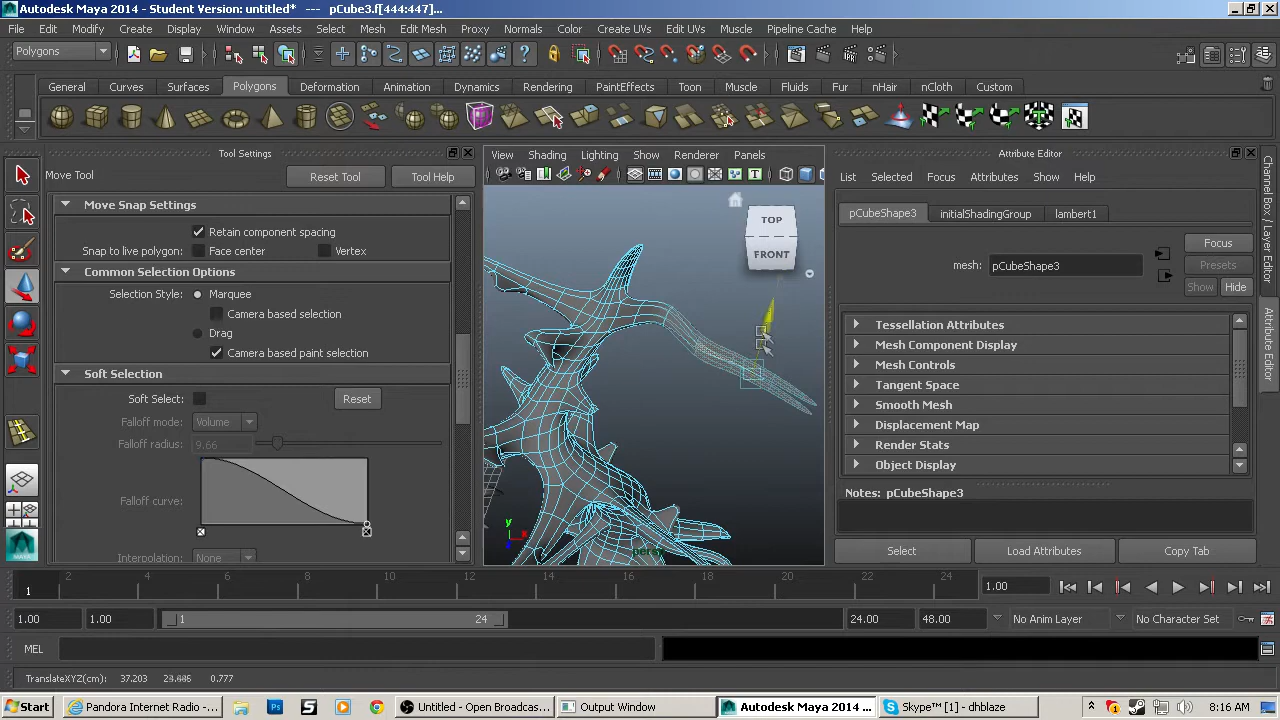 Autodesk Maya 2014 - Student Version: untitled*   ---   pCube3.f[444:447]...
File Edit Modify Create Display Window Assets Select Mesh Edit Mesh Proxy Normals Color Create UVs Edit UVs Muscle Pipeline Cache Help
Polygons
General Curves Surfaces Polygons Deformation Animation Dynamics Rendering PaintEffects Toon Muscle Fluids Fur nHair nCloth Custom
Tool Settings
Move Tool Reset Tool Tool Help
Move Snap Settings
Retain component spacing
Snap to live polygon: Face center Vertex
Common Selection Options
Selection Style: Marquee
Camera based selection
Drag
Camera based paint selection
Soft Selection
Soft Select: Reset
Falloff mode: Volume
Falloff radius: 9.66
Falloff curve:
Interpolation: None
View Shading Lighting Show Renderer Panels
TOP
FRONT
y
persp
Attribute Editor
List Selected Focus Attributes Show Help
pCubeShape3 initialShadingGroup lambert1
mesh: pCubeShape3
Focus
Presets
Show Hide
Tessellation Attributes
Mesh Component Display
Mesh Controls
Tangent Space
Smooth Mesh
Displacement Map
Render Stats
Object Display
Notes: pCubeShape3
Select Load Attributes Copy Tab
Channel Box / Layer Editor
Attribute Editor
2 4 6 8 10 12 14 16 18 20 22 24
1 1.00
1.00 1.00 1 24 24.00 48.00 No Anim Layer No Character Set
MEL
TranslateXYZ(cm): 37.203 24.446 0.777
Start Pandora Internet Radio -... Untitled - Open Broadcas... Output Window Autodesk Maya 2014 ... Skype™ [1] - dhblaze 8:16 AM